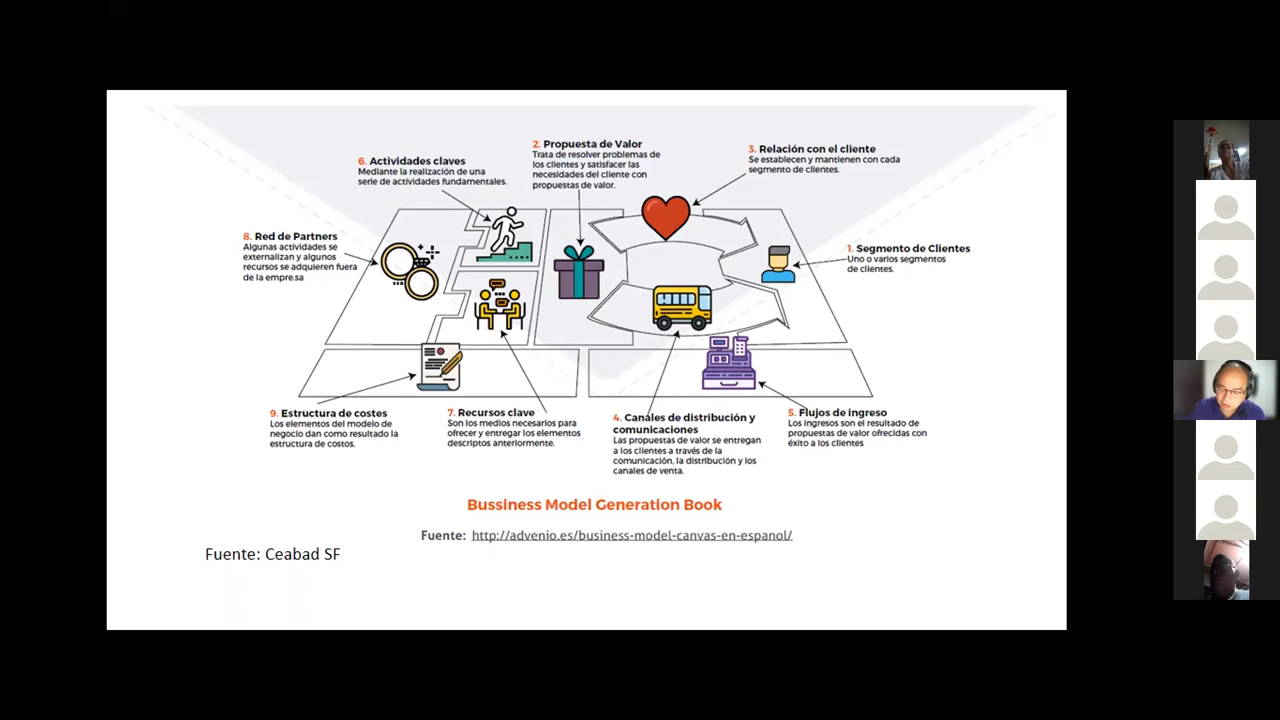 2. Propuesta de Valor
Trata de resolver problemas de
los clientes y satisfacer las
necesidades del cliente con
propuestas de valor.
3. Relación con el cliente
Se establecen y mantienen con cada
segmento de clientes.
6. Actividades claves
Mediante la realización de una
serie de actividades fundamentales.
8. Red de Partners
Algunas actividades se
externalizan y algunos
recursos se adquieren fuera
de la empre.sa
1. Segmento de Clientes
Uno o varios segmentos
de clientes.
9. Estructura de costes
Los elementos del modelo de
negocio dan como resultado la
estructura de costos.
7. Recursos clave
Son los medios necesarios para
ofrecer y entregar los elementos
descriptos anteriormente.
4. Canales de distribución y
comunicaciones
Las propuestas de valor se entregan
a los clientes a través de la
comunicación, la distribución y los
canales de venta.
5. Flujos de ingreso
Los ingresos son el resultado de
propuestas de valor ofrecidas con
éxito a los clientes
Bussiness Model Generation Book
Fuente: http://advenio.es/business-model-canvas-en-espanol/
Fuente: Ceabad SF